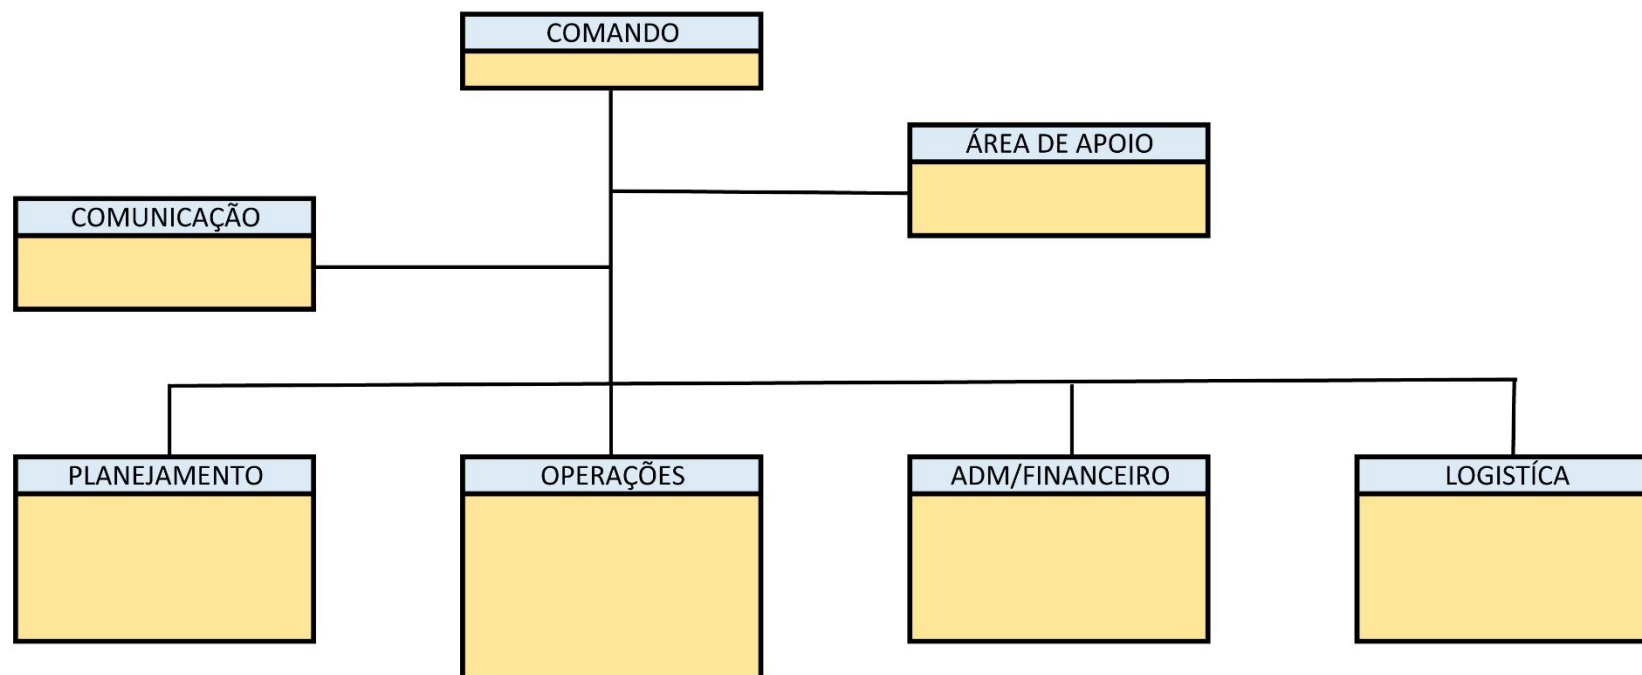 COMANDO
ÁREA DE APOIO
COMUNICAÇÃO
PLANEJAMENTO
OPERAÇÕES
ADM/FINANCEIRO
LOGISTÍCA